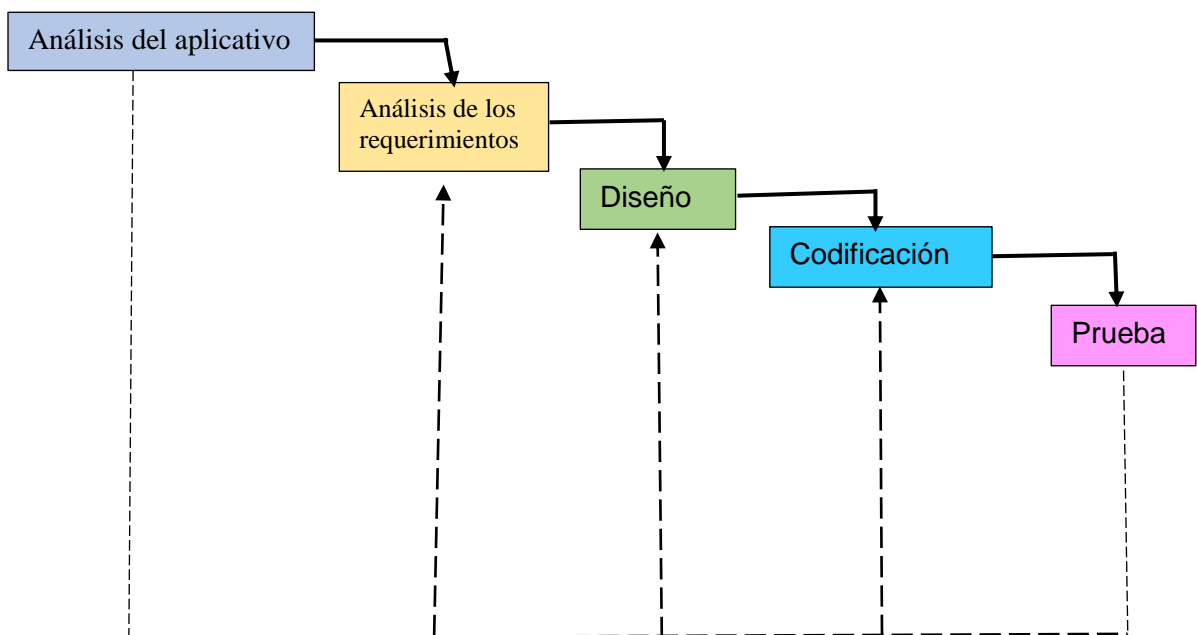 Análisis del aplicativo
Análisis de los
requerimientos
Diseño
Codificación
Prueba